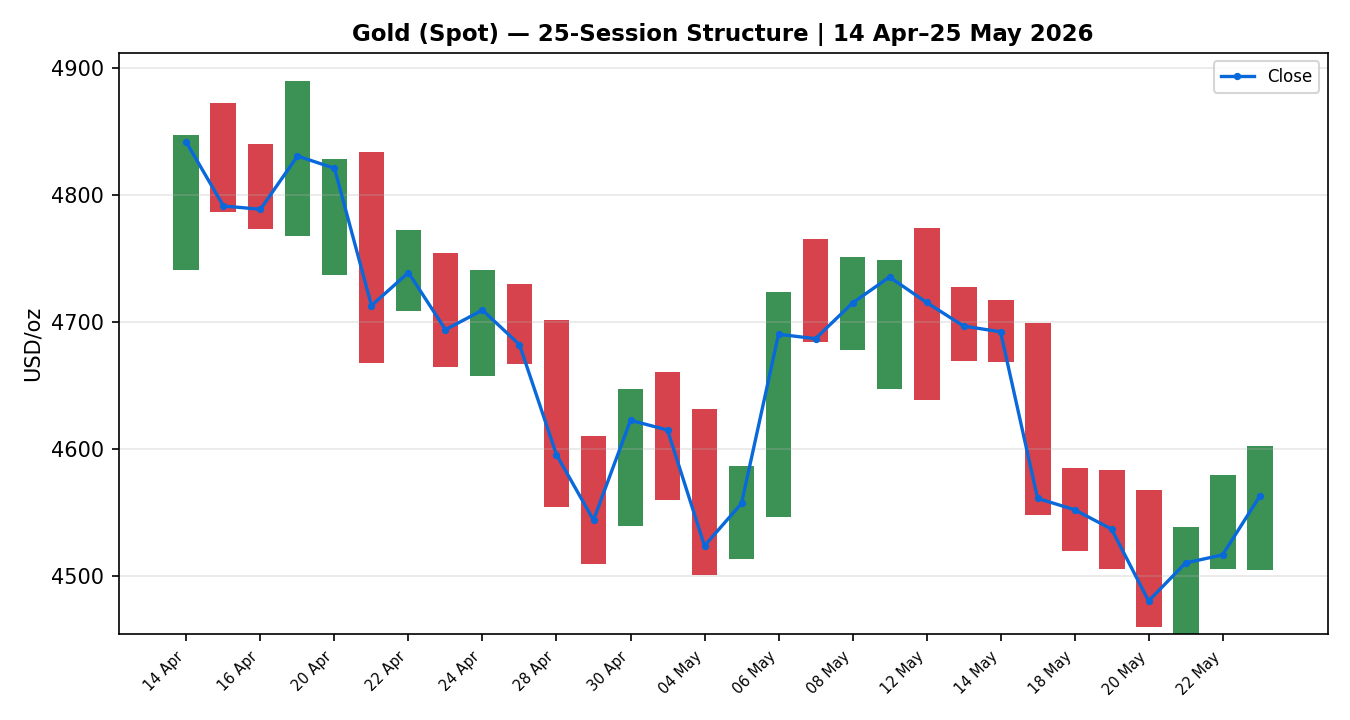 Gold (Spot) — 25-Session Structure | 14 Apr–25 May 2026
Close
USD/oz
4900
4800
4700
4600
4500
14 Apr
16 Apr
20 Apr
22 Apr
24 Apr
28 Apr
30 Apr
04 May
06 May
08 May
12 May
14 May
18 May
20 May
22 May